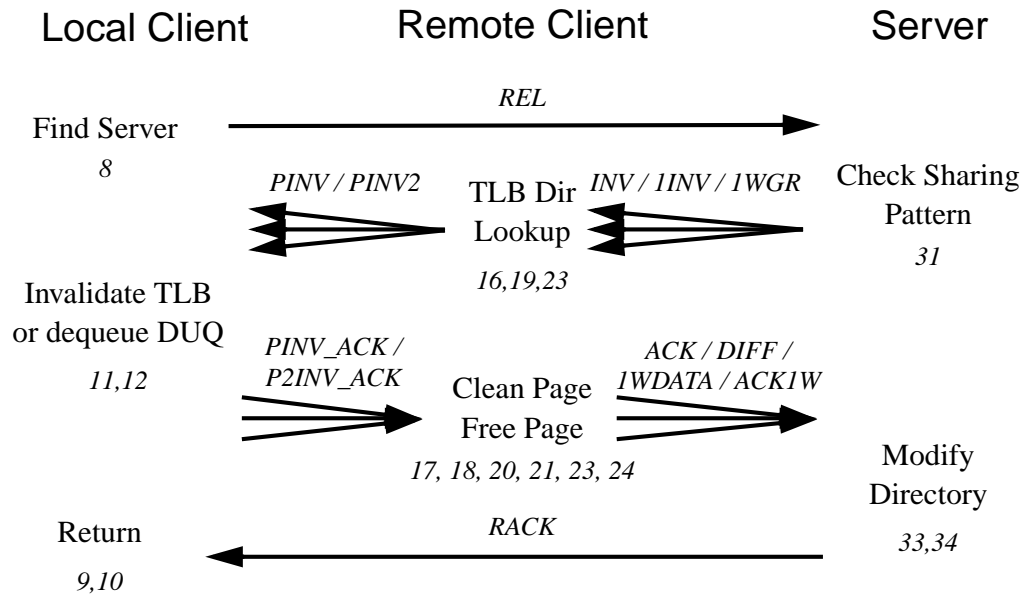 Local Client
Remote Client
Server
REL
Find Server
8
PINV / PINV2
INV / 1INV / 1WGR
TLB Dir
Lookup
16,19,23
Check Sharing
Pattern
31
Invalidate TLB
or dequeue DUQ
11,12
PINV_ACK /
P2INV_ACK
ACK / DIFF /
1WDATA / ACK1W
Clean Page
Free Page
17, 18, 20, 21, 23, 24
Modify
Directory
33,34
RACK
Return
9,10